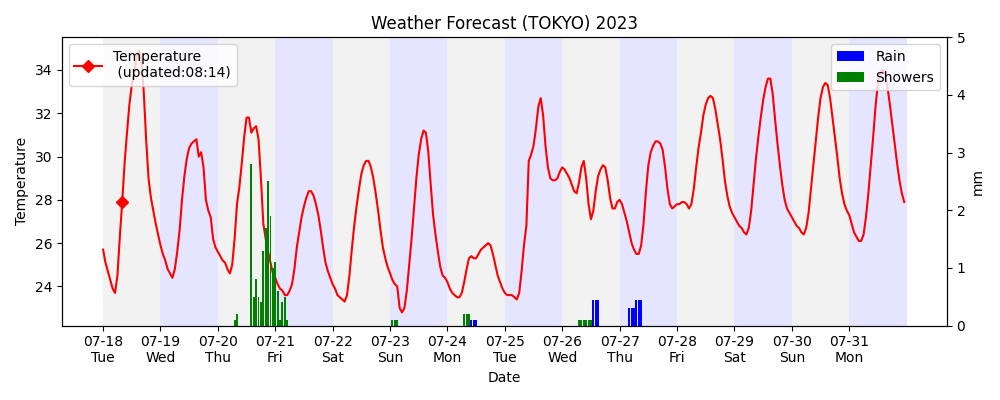 Weather Forecast (TOKYO) 2023
Temperature
(updated:08:14)
Rain
Showers
Temperature
34
32
30
28
26
24
5
4
3
2
1
0
mm
07-18 07-19 07-20 07-21 07-22 07-23 07-24 07-25 07-26 07-27 07-28 07-29 07-30 07-31
Tue Wed Thu Fri Sat Sun Mon Tue Wed Thu Fri Sat Sun Mon
Date